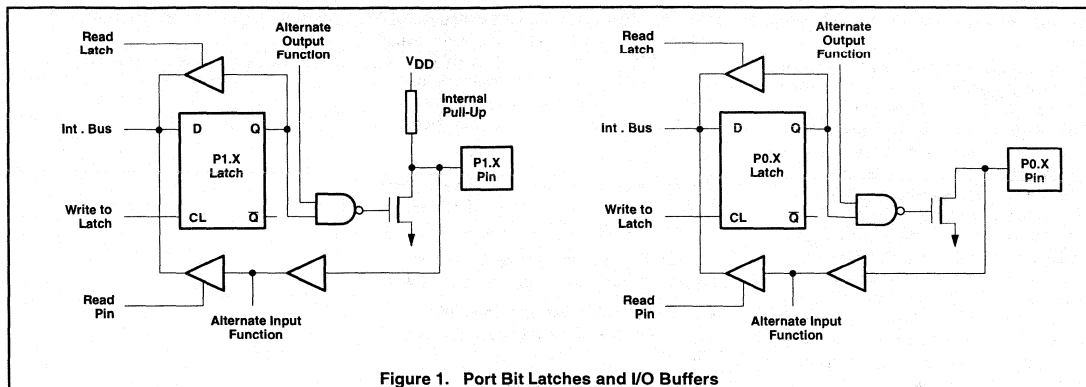 Read
Latch
Alternate
Output
Function
VDD
Internal
Pull-Up
Int . Bus
D
Q
P1.X
Latch
P1.X
Pin
Write to
Latch
CL
Q̅
Read
Pin
Alternate Input
Function
Read
Latch
Alternate Output
Function
Int . Bus
D
Q
P0.X
Latch
P0.X
Pin
Write to
Latch
CL
Q̅
Read
Pin
Alternate Input
Function
Figure 1. Port Bit Latches and I/O Buffers